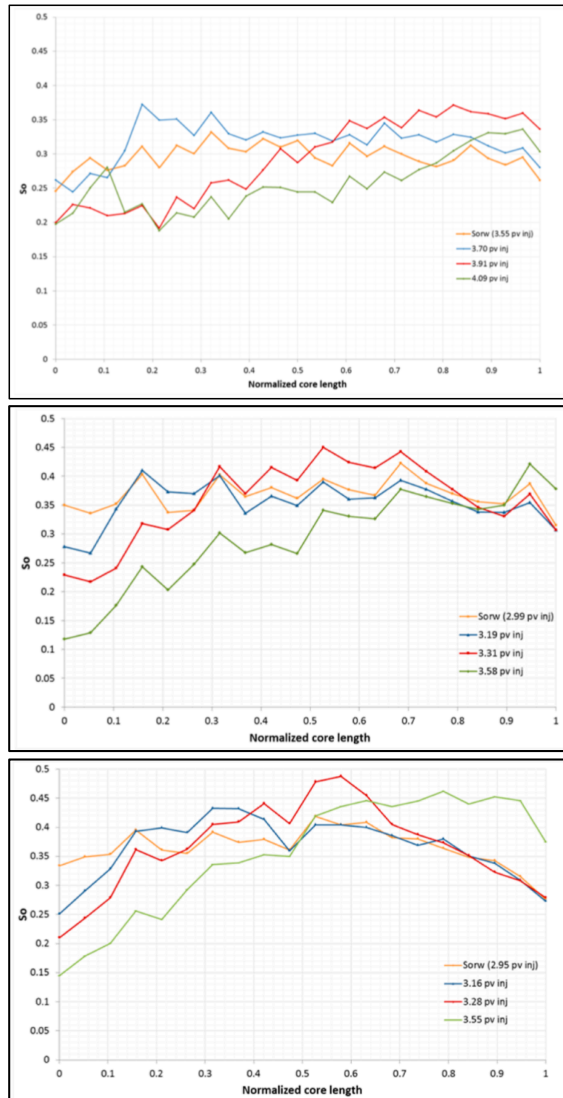 0.5
0.45
0.4
0.35
0.3
0.25
0.2
0.15
0.1
0.05
0
So
0 0.1 0.2 0.3 0.4 0.5 0.6 0.7 0.8 0.9 1
Normalized core length
Sorw (3.55 pv inj)
3.70 pv inj
3.91 pv inj
4.09 pv inj
0.5
0.45
0.4
0.35
0.3
0.25
0.2
0.15
0.1
0.05
0
So
0 0.1 0.2 0.3 0.4 0.5 0.6 0.7 0.8 0.9 1
Normalized core length
Sorw (2.99 pv inj)
3.19 pv inj
3.31 pv inj
3.58 pv inj
0.5
0.45
0.4
0.35
0.3
0.25
0.2
0.15
0.1
0.05
0
So
0 0.1 0.2 0.3 0.4 0.5 0.6 0.7 0.8 0.9 1
Normalized core length
Sorw (2.95 pv inj)
3.16 pv inj
3.28 pv inj
3.55 pv inj